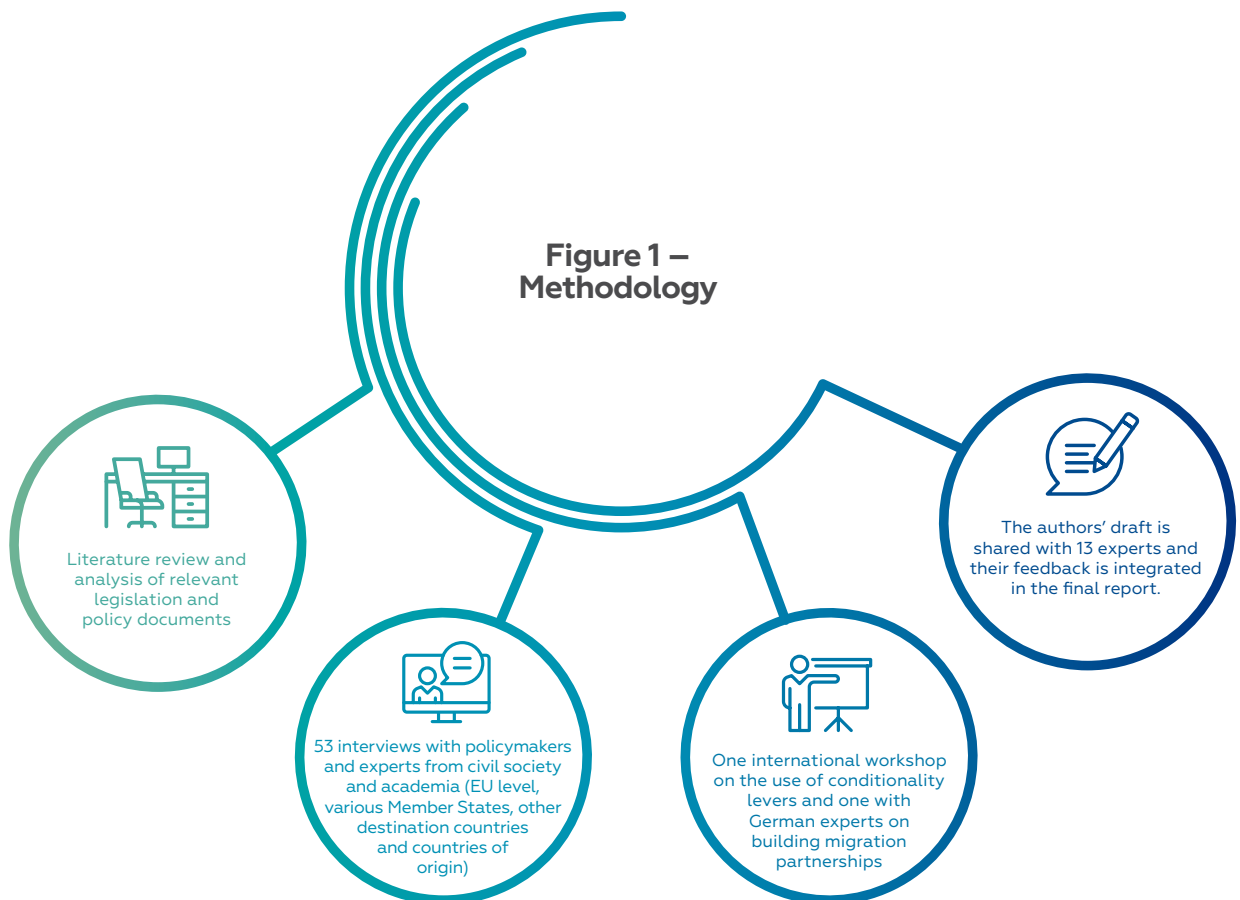 Figure 1 –
Methodology
Literature review and
analysis of relevant
legislation and
policy documents
53 interviews with policymakers
and experts from civil society
and academia (EU level,
various Member States, other
destination countries
and countries of
origin)
One international workshop
on the use of conditionality
levers and one with
German experts on
building migration
partnerships
The authors’ draft is
shared with 13 experts and
their feedback is integrated
in the final report.